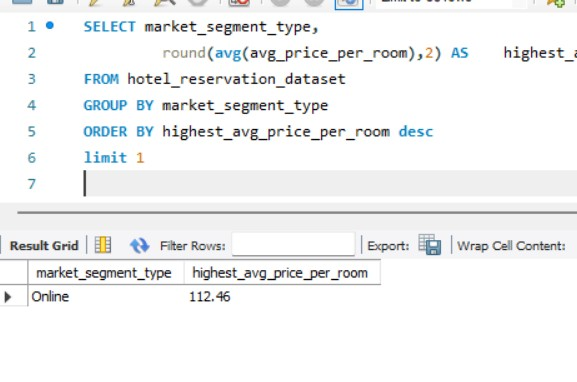 1 SELECT market_segment_type,
2 round(avg(avg_price_per_room),2) AS
3 FROM hotel_reservation_dataset
4 GROUP BY market_segment_type
5 ORDER BY highest_avg_price_per_room desc
6 limit 1
7
Result Grid Filter Rows: Export: Wrap Cell Content:
market_segment_type highest_avg_price_per_room
Online 112.46